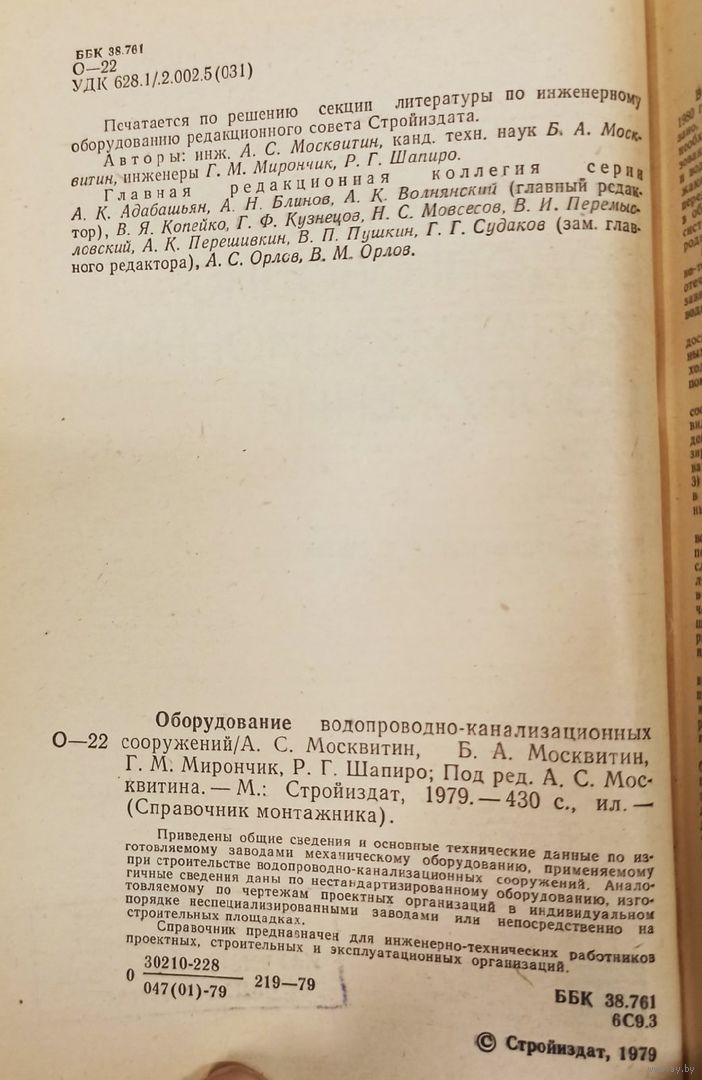 ББК 38.761
О—22
УДК 628.1/.2.002.5(031)
Печатается по решению секции литературы по инженерному
оборудованию редакционного совета Стройиздата.
Авторы: инж. А. С. Москвитин, канд. техн. наук Б. А. Моск-
витин, инженеры Г. М. Мирончик, Р. Г. Шапиро.
Главная редакционная коллегия серии
А. К. Адабашьян, А. Н. Блинов, А. К. Волнянский (главный редак-
тор), В. Я. Копейко, Г. Ф. Кузнецов, Н. С. Мовсесов, В. И. Перемыс-
ловский, А. К. Перешивкин, В. П. Пушкин, Г. Г. Судаков (зам. глав-
ного редактора), А. С. Орлов, В. М. Орлов.
Оборудование водопроводно-канализационных
О—22 сооружений/А. С. Москвитин, Б. А. Москвитин,
Г. М. Мирончик, Р. Г. Шапиро; Под ред. А. С. Мос-
квитина. — М.: Стройиздат, 1979. — 430 с., ил. —
(Справочник монтажника).
Приведены общие сведения и основные технические данные по из-
готовляемому заводами механическому оборудованию, применяемому
при строительстве водопроводно-канализационных сооружений. Анало-
гичные сведения даны по нестандартизированному оборудованию, изго-
товляемому по чертежам проектных организаций в индивидуальном
порядке неспециализированными заводами или непосредственно на
строительных площадках.
Справочник предназначен для инженерно-технических работников
проектных, строительных и эксплуатационных организаций.
О 30210-228
047(01)-79 219—79
ББК 38.761
6С9.3
© Стройиздат, 1979